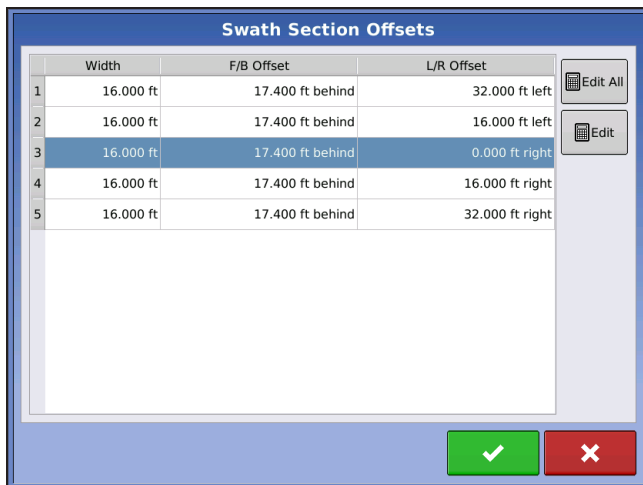 Swath Section Offsets
Width F/B Offset L/R Offset
1 16.000 ft 17.400 ft behind 32.000 ft left
2 16.000 ft 17.400 ft behind 16.000 ft left
3 16.000 ft 17.400 ft behind 0.000 ft right
4 16.000 ft 17.400 ft behind 16.000 ft right
5 16.000 ft 17.400 ft behind 32.000 ft right
Edit All
Edit